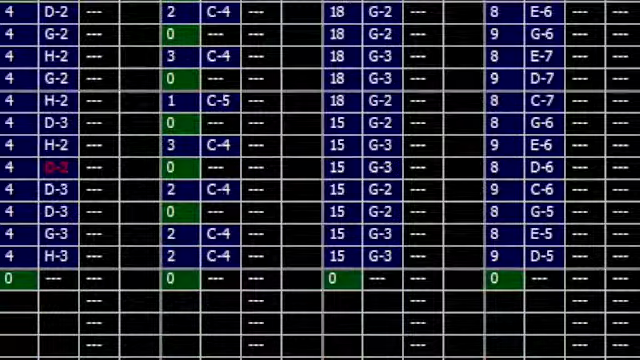 4 D-2 --- 2 C-4 --- 18 G-2 --- 8 E-6 ---
4 G-2 --- 0 --- --- 18 G-2 --- 9 G-6 --- ---
4 H-2 --- 3 C-4 --- 18 G-3 --- 8 E-7 --- ---
4 G-2 --- 0 --- --- 18 G-3 --- 9 D-7 --- ---
4 H-2 --- 1 C-5 --- 18 G-2 --- 8 C-7 --- ---
4 D-3 --- 0 --- --- 15 G-2 --- 8 G-6 --- ---
4 H-2 --- 3 C-4 --- 15 G-3 --- 9 E-6 --- ---
4 D-2 --- 0 --- --- 15 G-3 --- 8 D-6 --- ---
4 D-3 --- 2 C-4 --- 15 G-3 --- 9 C-6 --- ---
4 D-3 --- 0 --- --- 15 G-2 --- 8 G-5 --- ---
4 G-3 --- 2 C-4 --- 15 G-3 --- 8 E-5 --- ---
4 H-3 --- 2 C-4 --- 15 G-3 --- 9 D-5 --- ---
0 --- --- 0 --- --- 0 --- --- 0 --- --- ---
--- --- --- --- ---
--- --- --- --- ---
--- --- --- --- ---